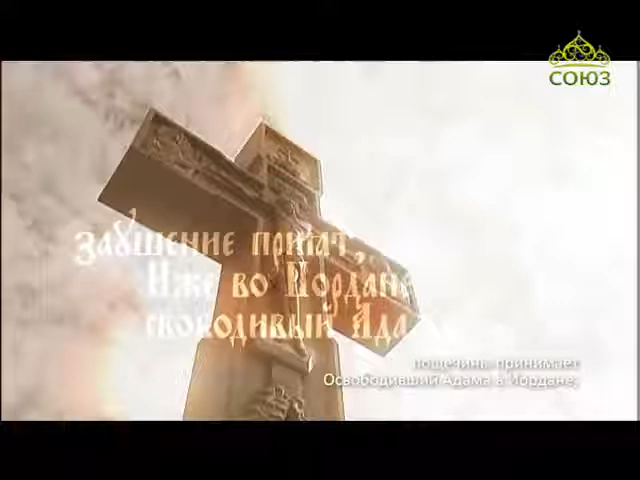 СОЮЗ
заушение прият,
Иже во Иордане
свободивый Адама
пощечины принимает
Освободивший Адама в Иордане;